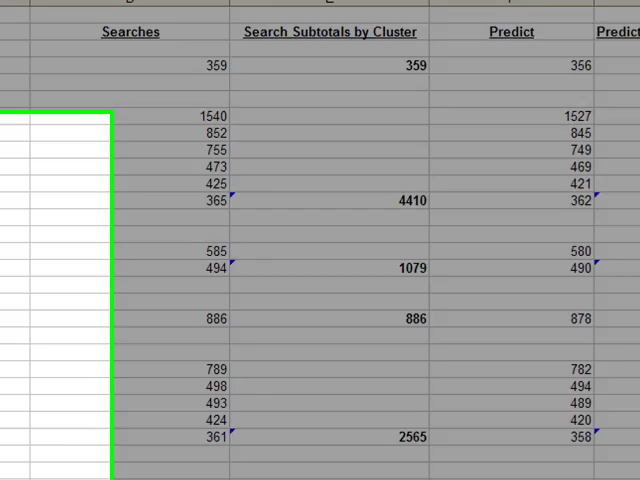 Searches Search Subtotals by Cluster Predict Predict
359 359 356
1540 1527
852 845
755 749
473 469
425 421
365 4410 362
585 580
494 1079 490
886 886 878
789 782
498 494
493 489
424 420
361 2565 358